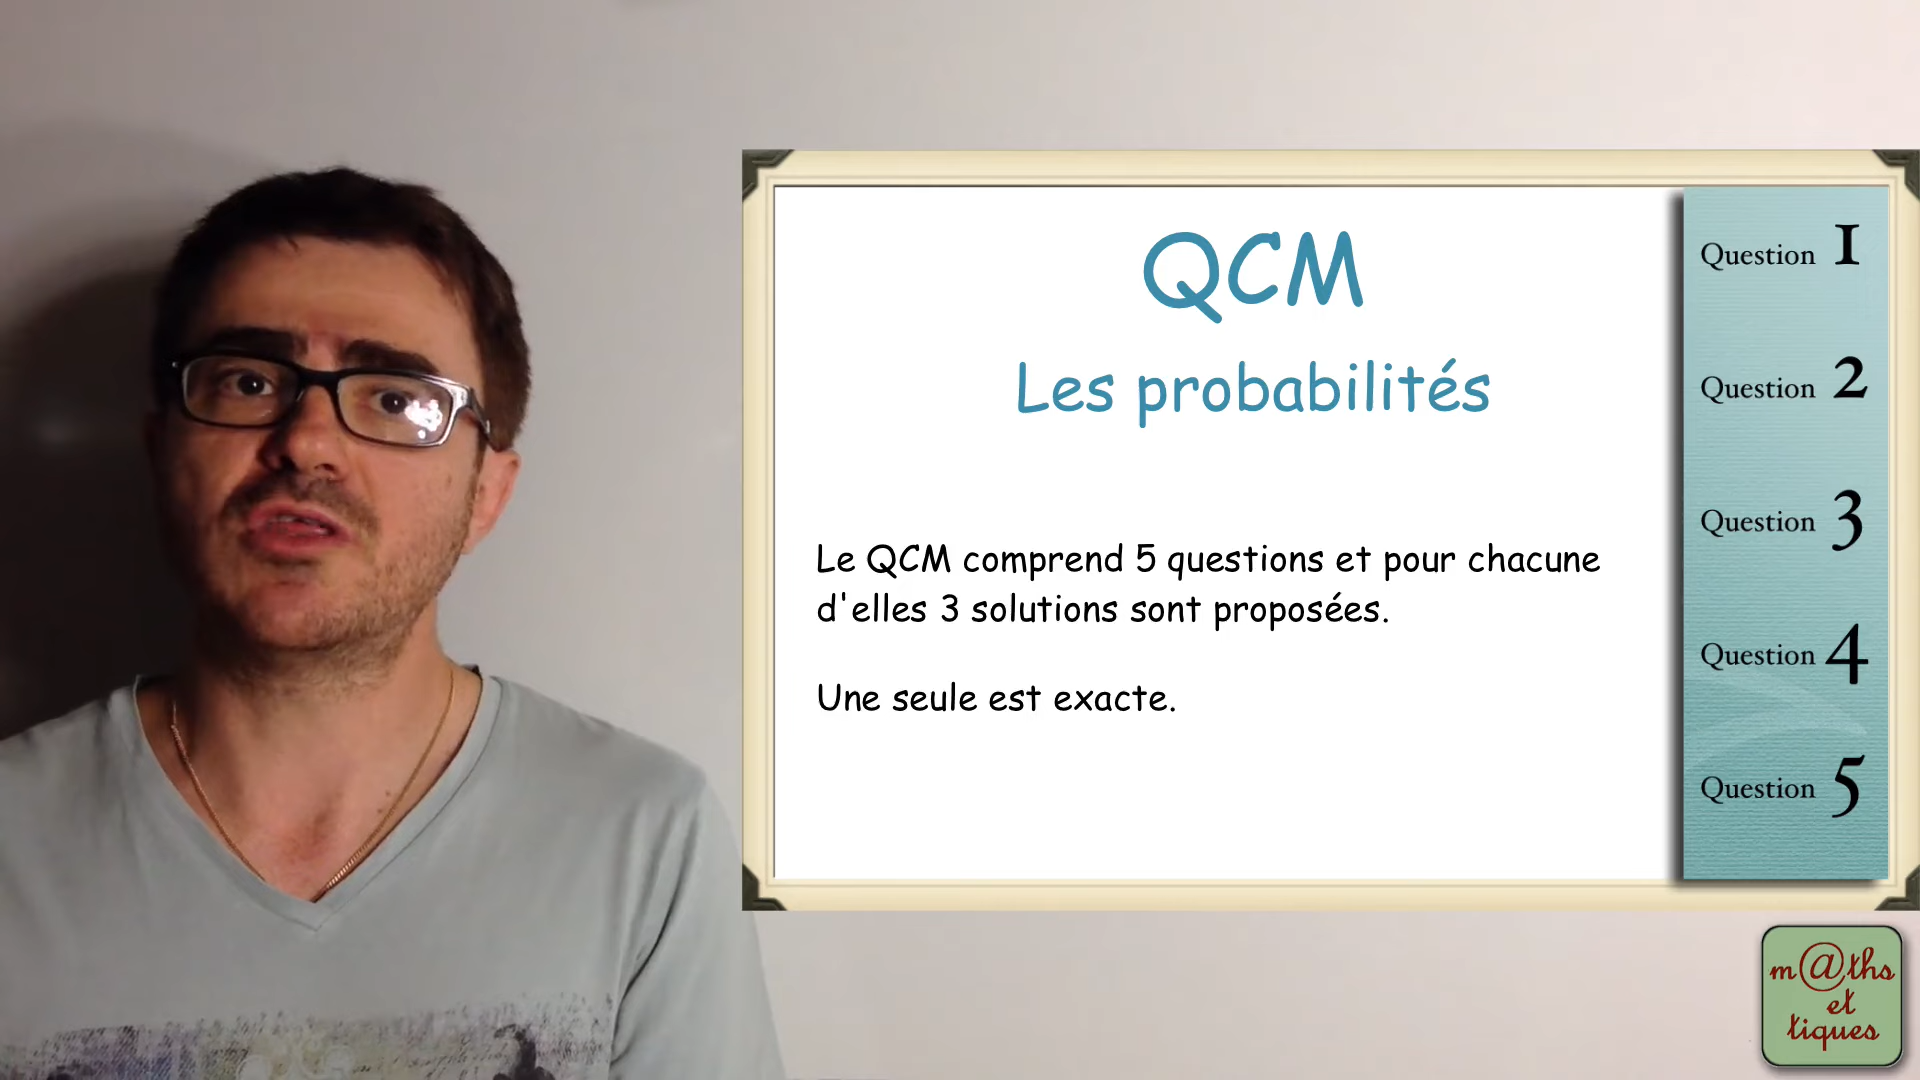 QCM
Les probabilités
Le QCM comprend 5 questions et pour chacune
d'elles 3 solutions sont proposées.
Une seule est exacte.
Question 1
Question 2
Question 3
Question 4
Question 5
m@ths
et
tiques